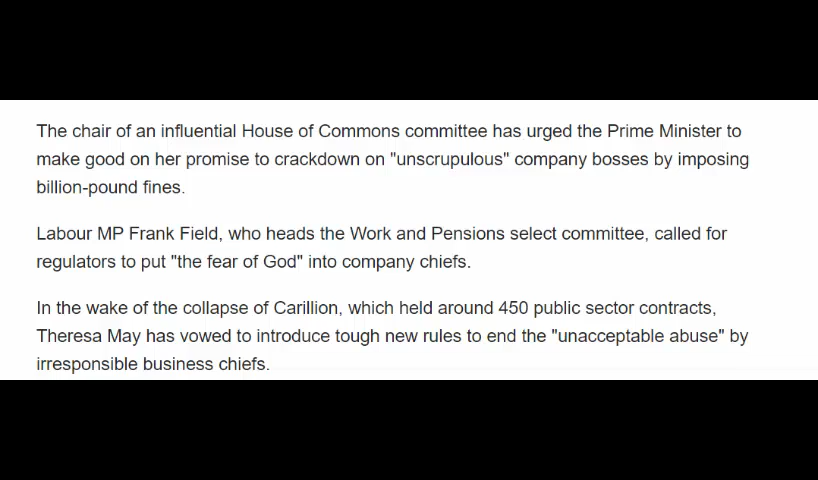 The chair of an influential House of Commons committee has urged the Prime Minister to
make good on her promise to crackdown on "unscrupulous" company bosses by imposing
billion-pound fines.
Labour MP Frank Field, who heads the Work and Pensions select committee, called for
regulators to put "the fear of God" into company chiefs.
In the wake of the collapse of Carillion, which held around 450 public sector contracts,
Theresa May has vowed to introduce tough new rules to end the "unacceptable abuse" by
irresponsible business chiefs.